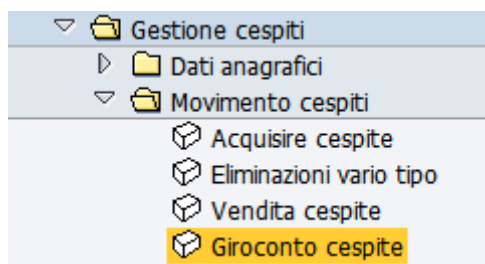 Gestione cespiti
Dati anagrafici
Movimento cespiti
Acquisire cespite
Eliminazioni vario tipo
Vendita cespite
Giroconto cespite